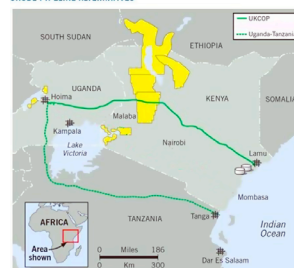 UKCOP
Uganda-Tanzania
SOUTH SUDAN
ETHIOPIA
UGANDA
KENYA
SOMALIA
Hoima
Malaba
Kampala
Lake
Victoria
Nairobi
Lamu
Mombasa
AFRICA
Area
shown
TANZANIA
Tanga
Indian
Ocean
0 Miles 186
0 Km 300
Dar Es Salaam